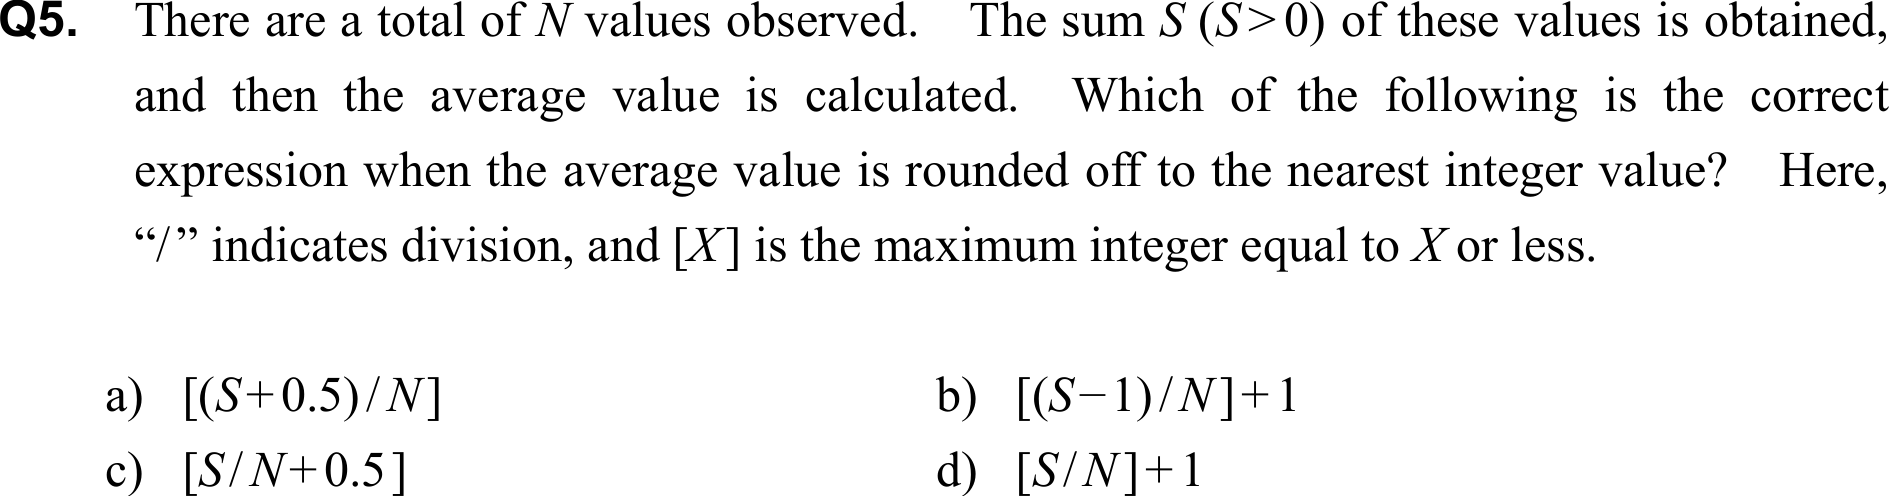 Q5. There are a total of N values observed. The sum S (S>0) of these values is obtained,
and then the average value is calculated. Which of the following is the correct
expression when the average value is rounded off to the nearest integer value? Here,
“/” indicates division, and [X] is the maximum integer equal to X or less.
a) [(S+0.5)/N] b) [(S−1)/N]+1
c) [S/N+0.5] d) [S/N]+1